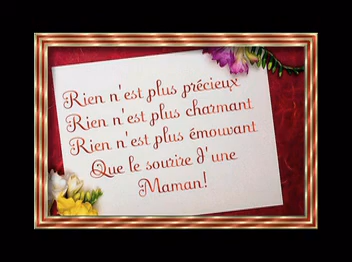 Rien n'est plus précieux
Rien n'est plus charmant
Rien n'est plus émouvant
Que le sourire d'une
Maman!